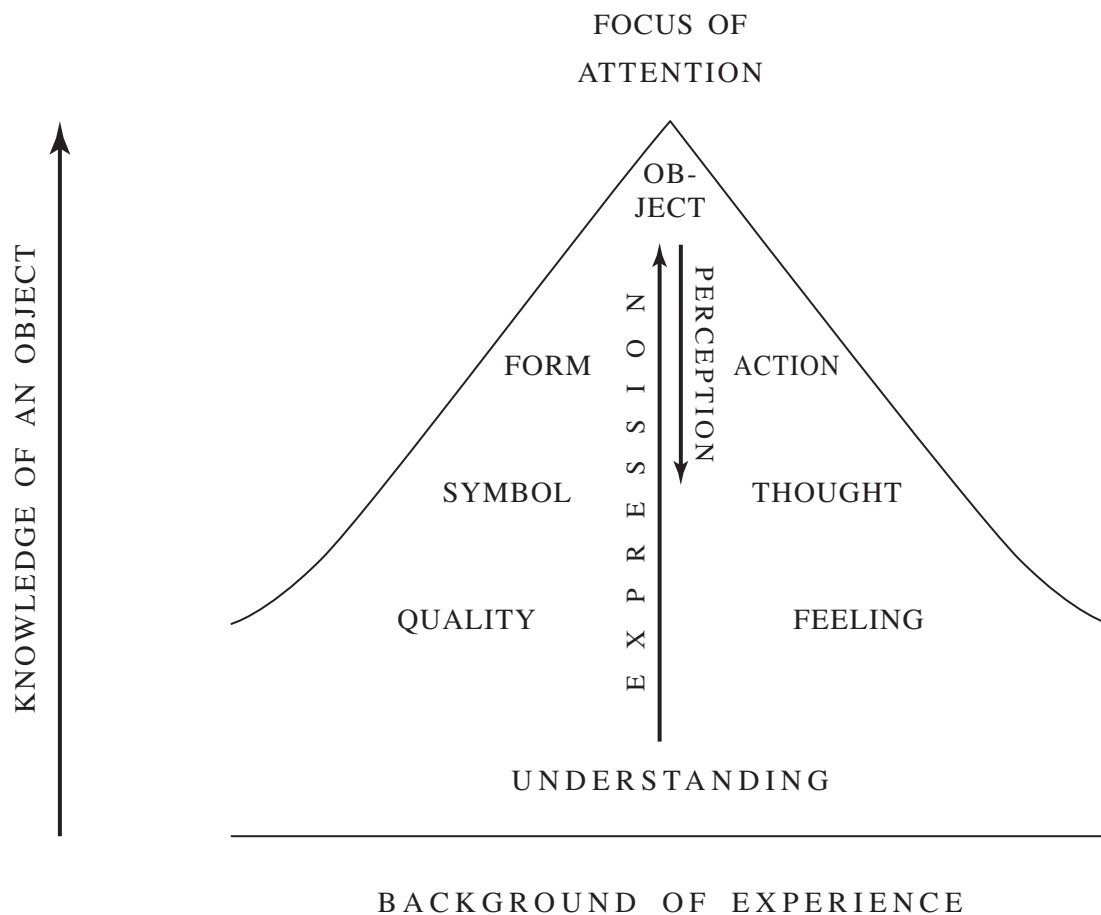 FOCUS OF
ATTENTION
OB-
JECT
KNOWLEDGE OF AN OBJECT
EXPRESSION
PERCEPTION
FORM
ACTION
SYMBOL
THOUGHT
QUALITY
FEELING
UNDERSTANDING
BACKGROUND OF EXPERIENCE